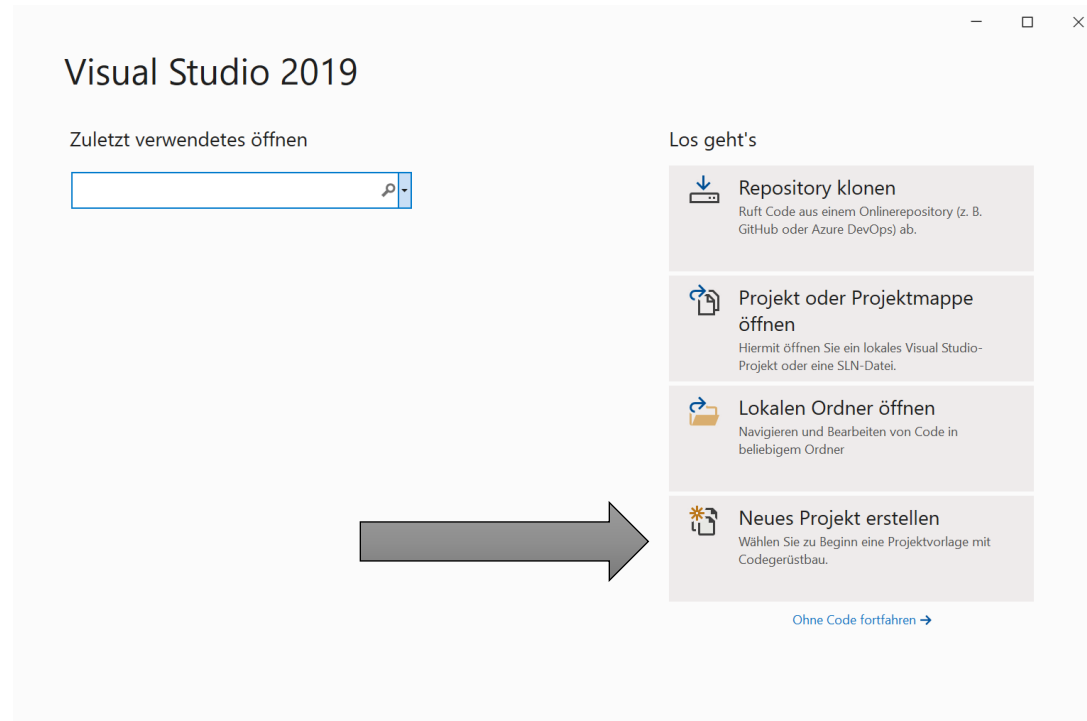 Visual Studio 2019
Zuletzt verwendetes öffnen
Los geht's
Repository klonen
Ruft Code aus einem Onlinerepository (z. B.
GitHub oder Azure DevOps) ab.
Projekt oder Projektmappe
öffnen
Hiermit öffnen Sie ein lokales Visual Studio-
Projekt oder eine SLN-Datei.
Lokalen Ordner öffnen
Navigieren und Bearbeiten von Code in
beliebigem Ordner
Neues Projekt erstellen
Wählen Sie zu Beginn eine Projektvorlage mit
Codegerüstbau.
Ohne Code fortfahren →